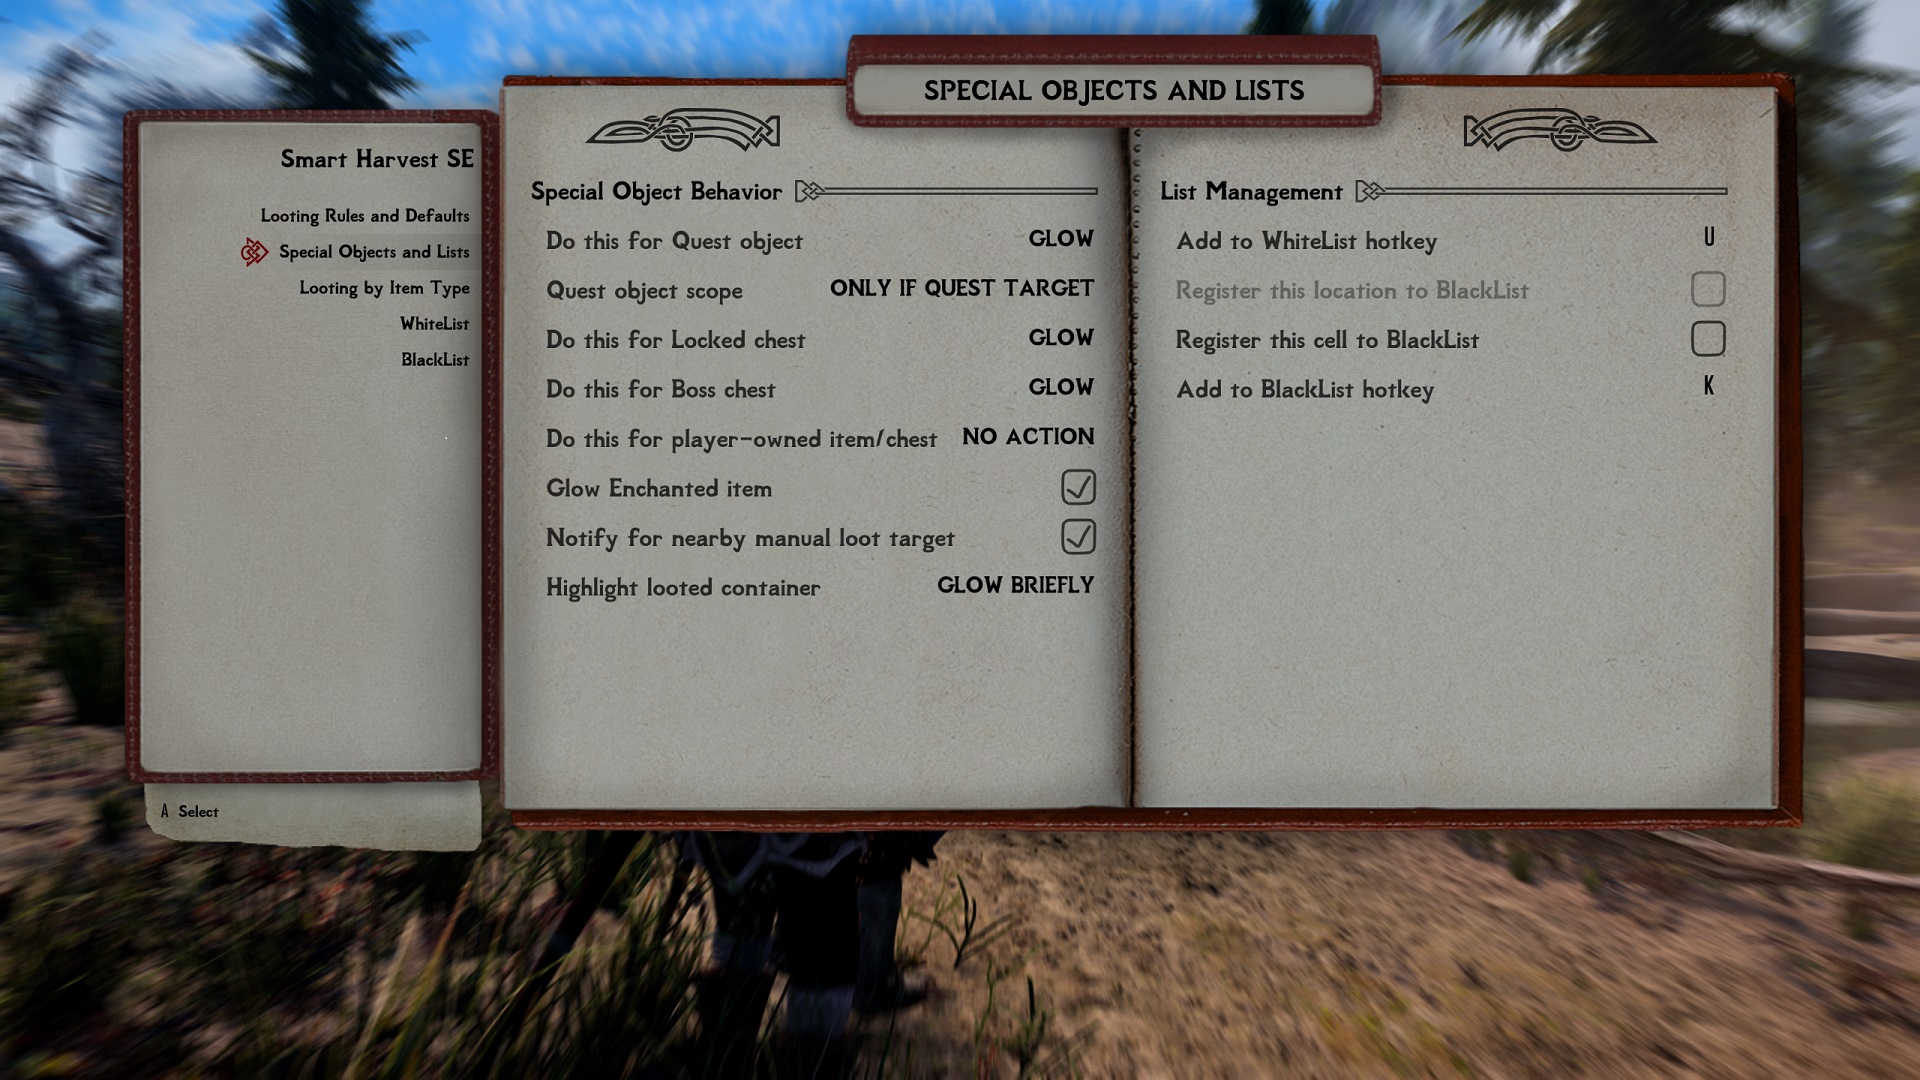 SPECIAL OBJECTS AND LISTS
Smart Harvest SE
Looting Rules and Defaults
Special Objects and Lists
Looting by Item Type
WhiteList
BlackList
A Select
Special Object Behavior
Do this for Quest object GLOW
Quest object scope ONLY IF QUEST TARGET
Do this for Locked chest GLOW
Do this for Boss chest GLOW
Do this for player-owned item/chest NO ACTION
Glow Enchanted item
Notify for nearby manual loot target
Highlight looted container GLOW BRIEFLY
List Management
Add to WhiteList hotkey U
Register this location to BlackList
Register this cell to BlackList
Add to BlackList hotkey K